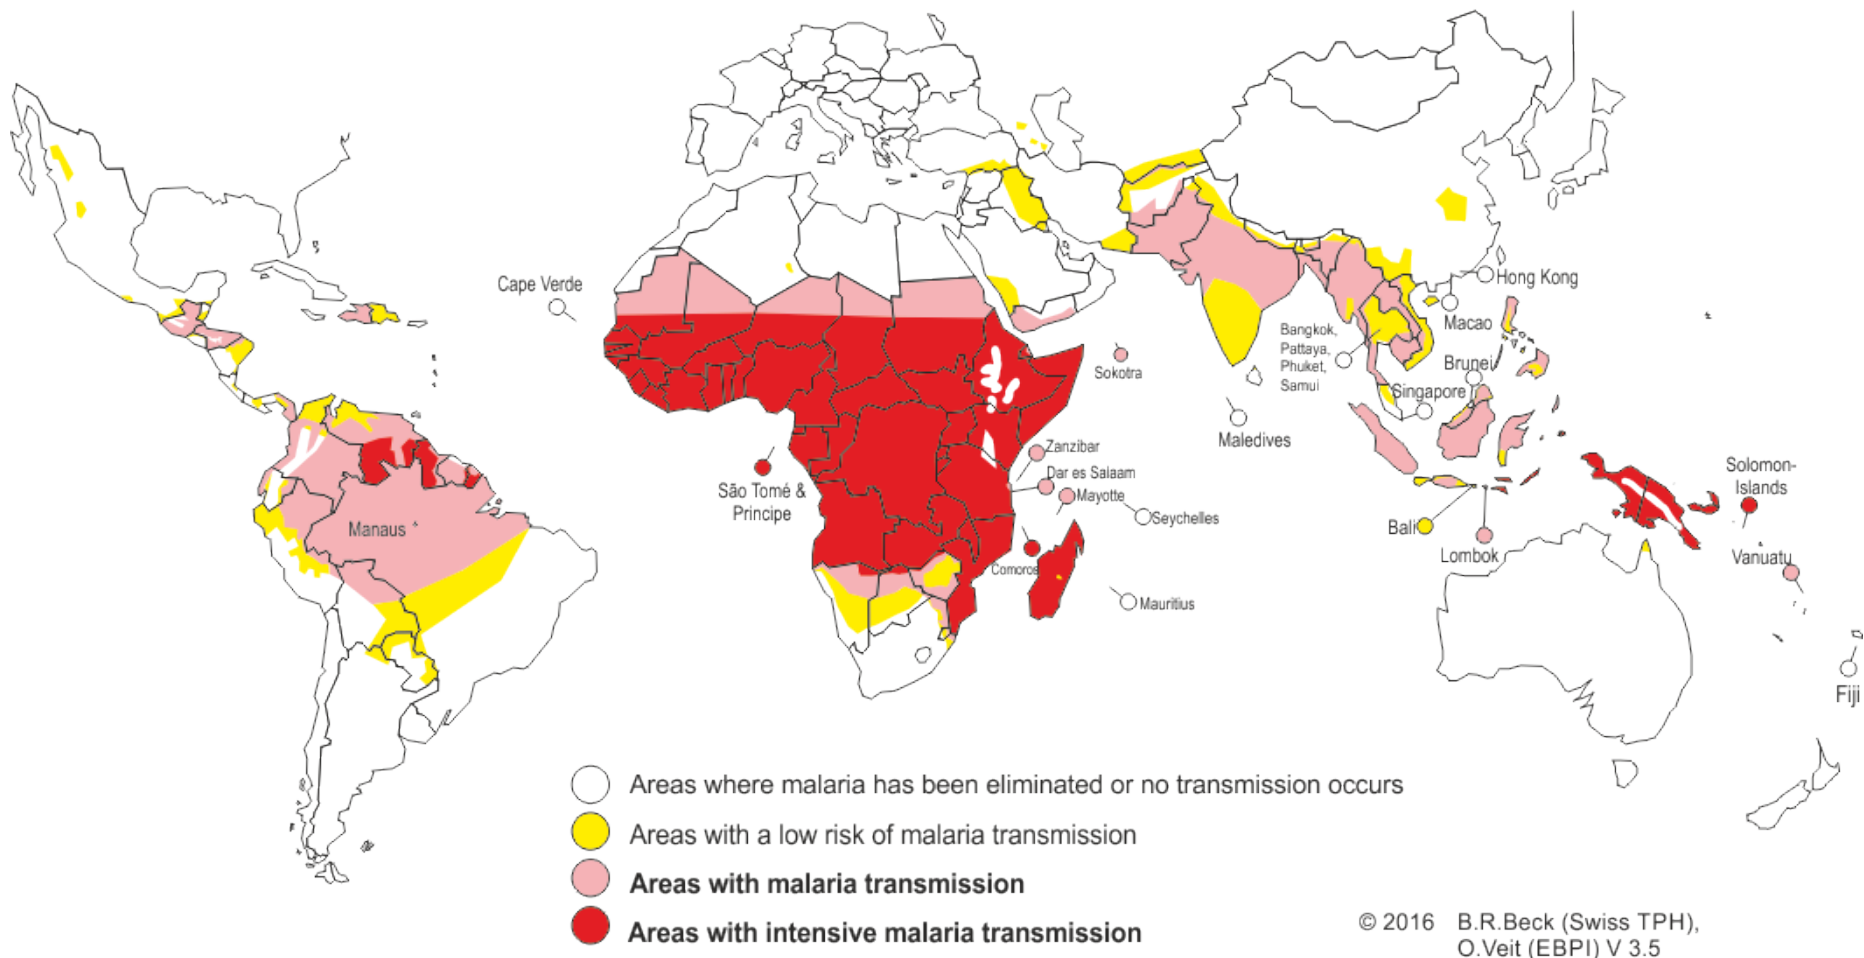 Cape Verde
Hong Kong
Macao
Bangkok,
Pattaya,
Phuket,
Samui
Brunei
Singapore
Sokotra
Maledives
Zanzibar
Dar es Salaam
Mayotte
Seychelles
São Tomé &
Principe
Solomon-
Islands
Manaus
Bali
Lombok
Vanuatu
Comoros
Mauritius
Fiji
Areas where malaria has been eliminated or no transmission occurs
Areas with a low risk of malaria transmission
Areas with malaria transmission
Areas with intensive malaria transmission
© 2016 B.R.Beck (Swiss TPH),
O.Veit (EBPI) V 3.5